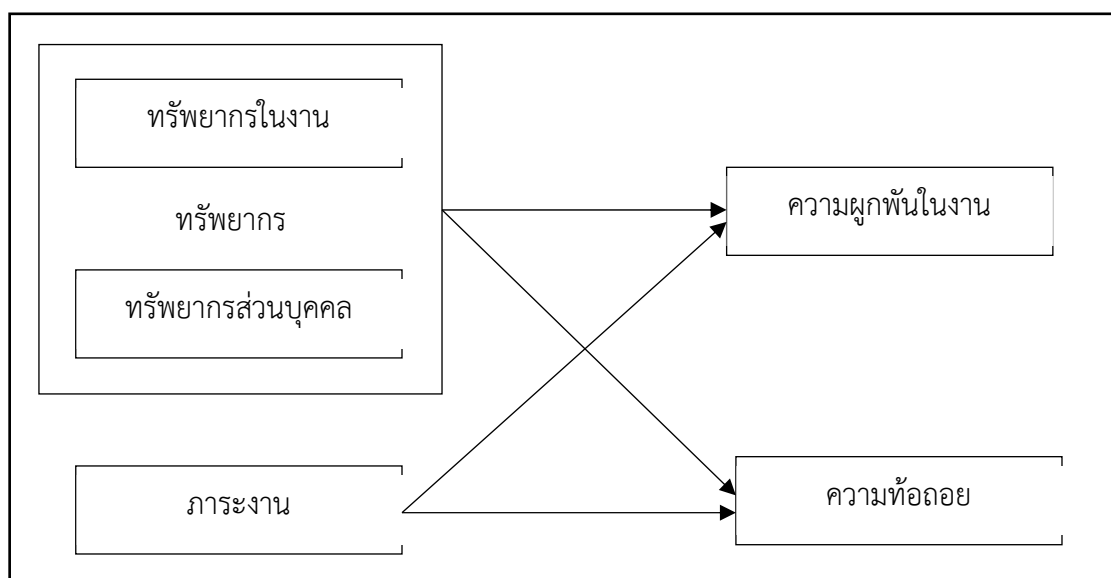 ทรัพยากรในงาน
ทรัพยากร
ทรัพยากรส่วนบุคคล
ภาระงาน
ความผูกพันในงาน
ความท้อถอย